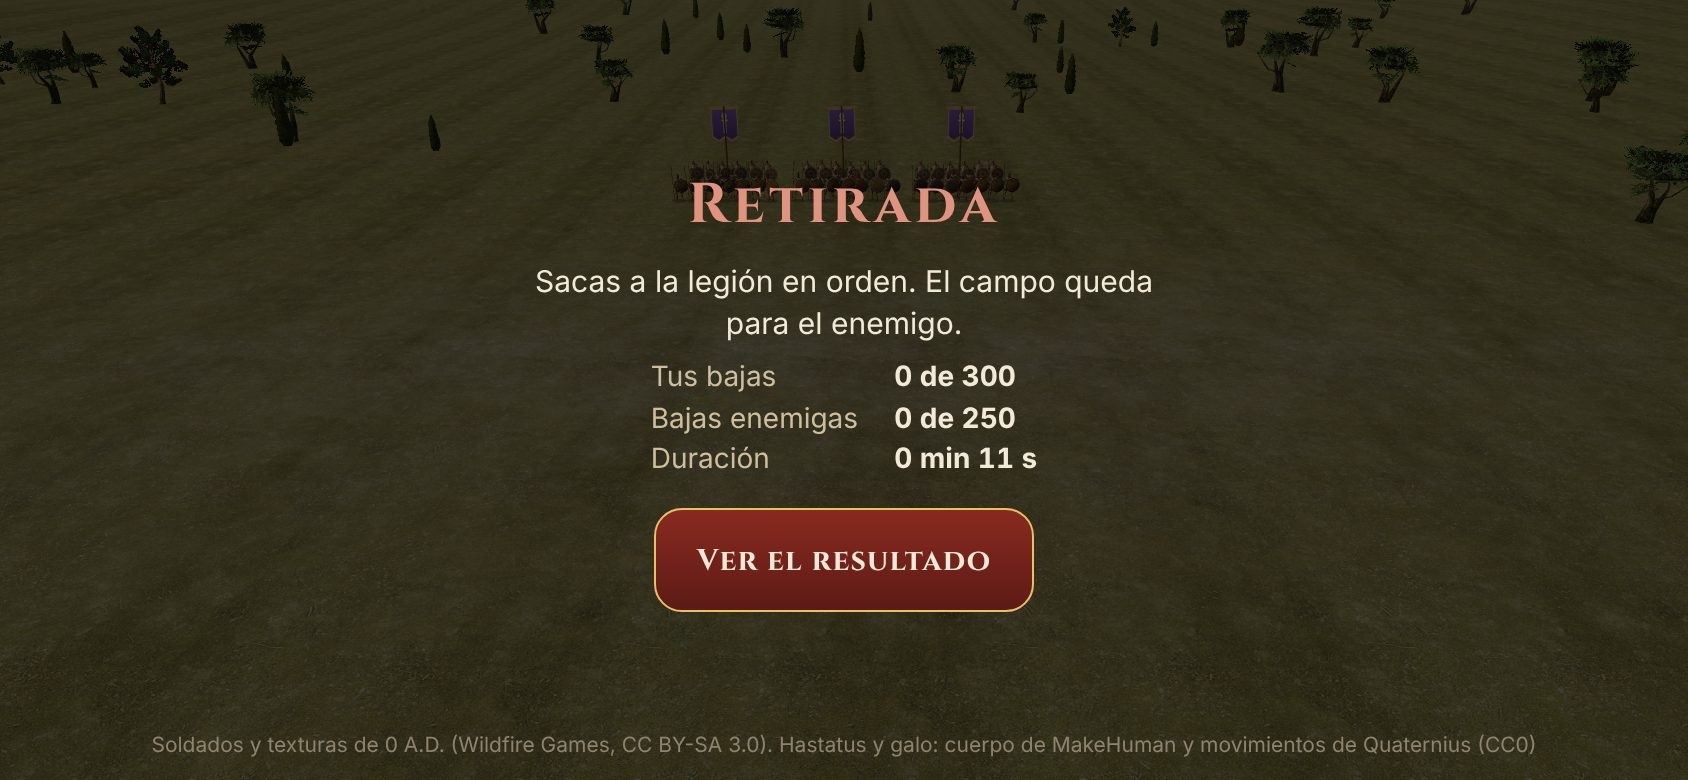 Retirada
Sacas a la legión en orden. El campo queda
para el enemigo.
Tus bajas 0 de 300
Bajas enemigas 0 de 250
Duración 0 min 11 s
Ver el resultado
Soldados y texturas de 0 A.D. (Wildfire Games, CC BY-SA 3.0). Hastatus y galo: cuerpo de MakeHuman y movimientos de Quaternius (CC0)